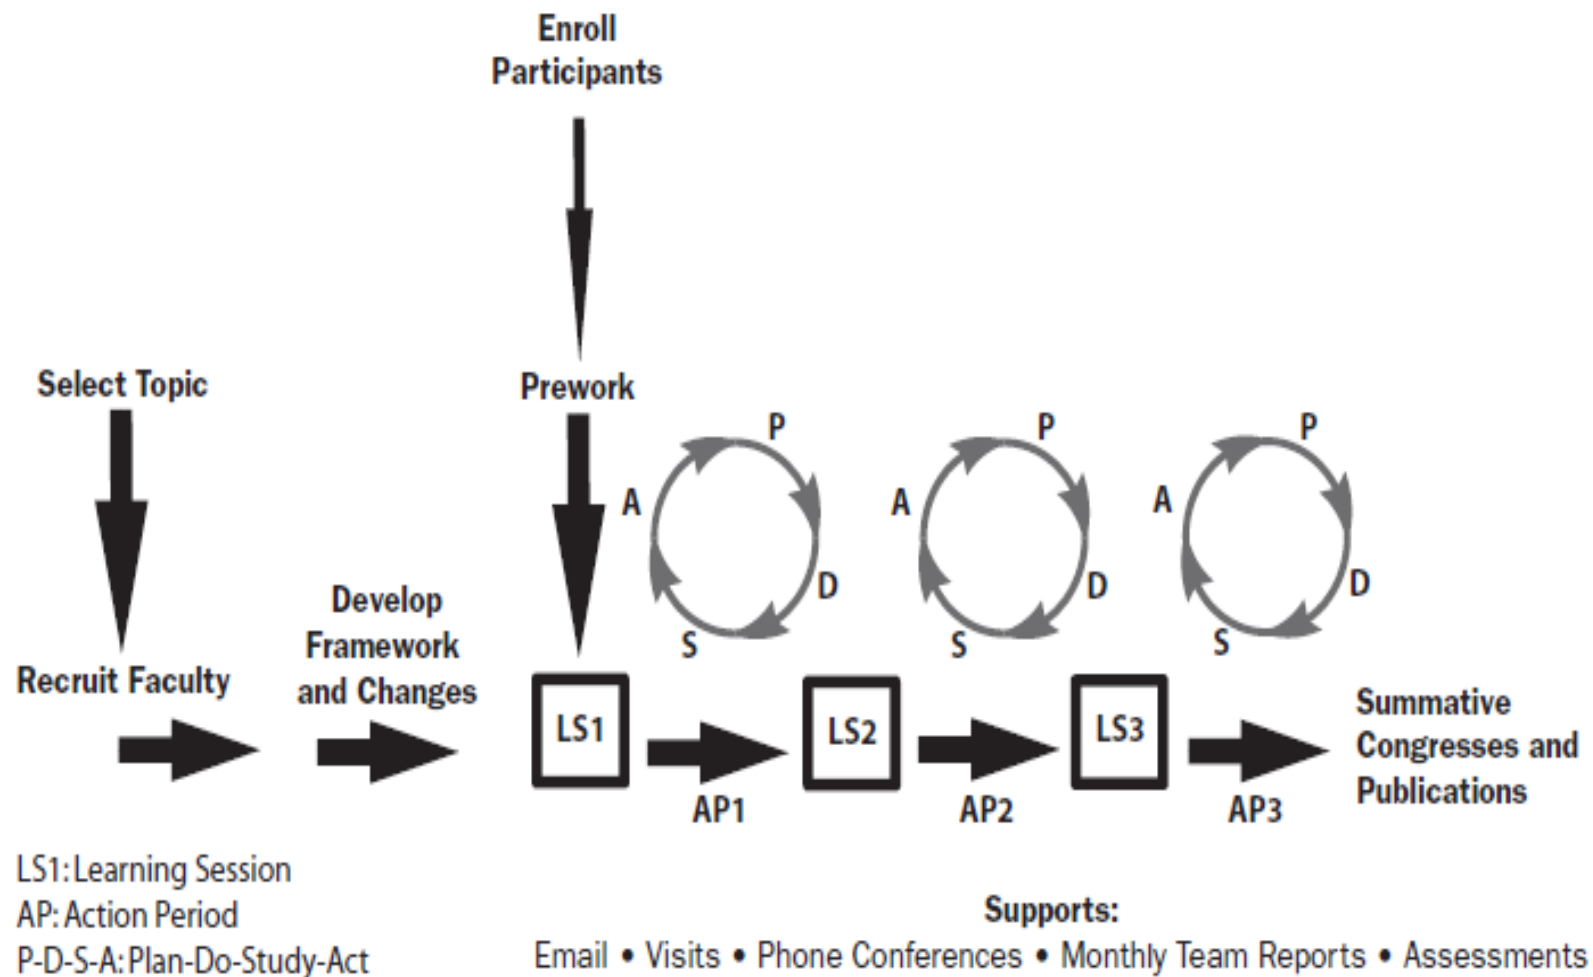 Enroll
Participants
Select Topic
Prework
P
P
P
A
A
A
D
D
D
S
S
S
Develop
Framework
and Changes
Recruit Faculty
LS1
LS2
LS3
AP1
AP2
AP3
Summative
Congresses and
Publications
LS1: Learning Session
AP: Action Period
P-D-S-A: Plan-Do-Study-Act
Supports:
Email • Visits • Phone Conferences • Monthly Team Reports • Assessments